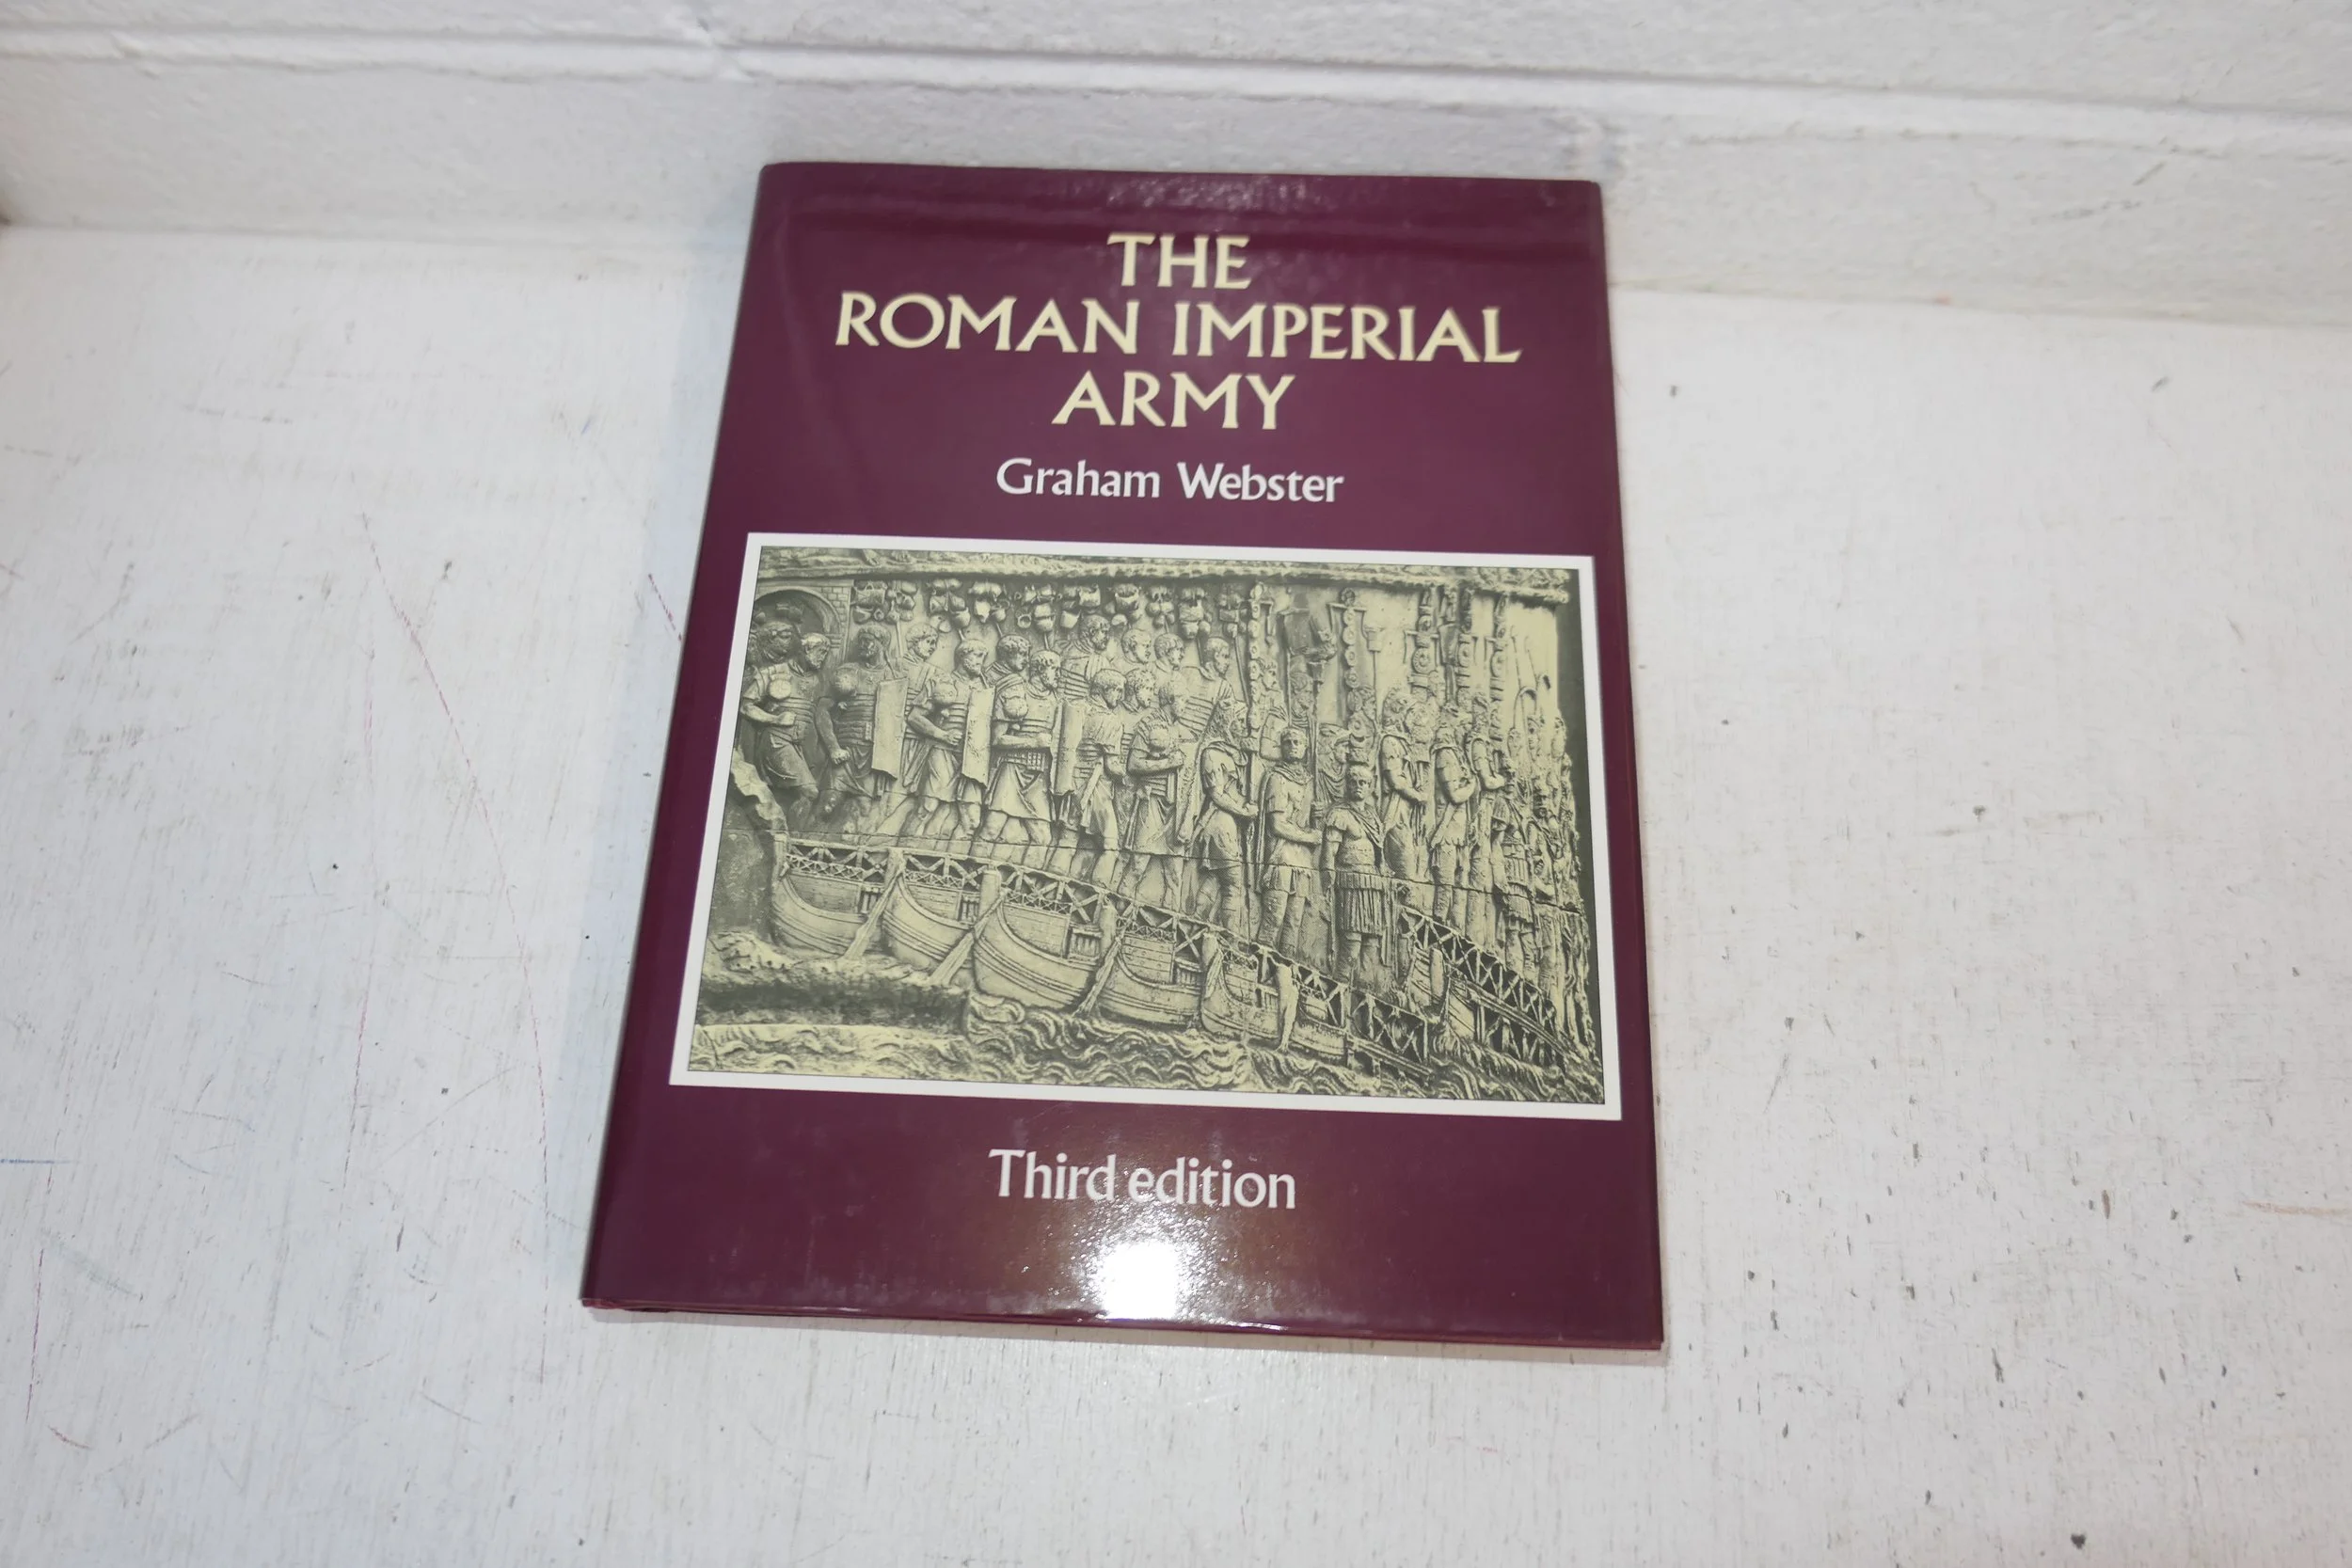 THE
ROMAN IMPERIAL
ARMY
Graham Webster
Third edition